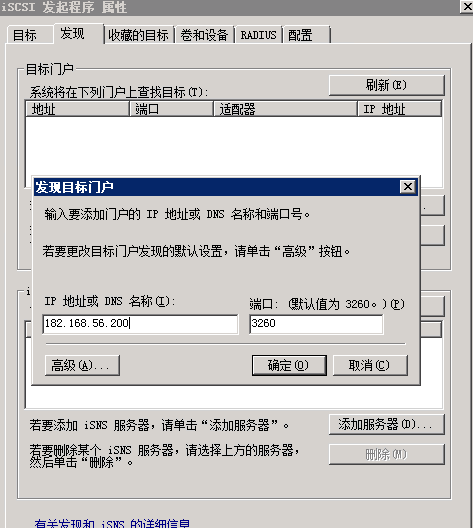 iSCSI 发起程序 属性
目标 发现 收藏的目标 卷和设备 RADIUS 配置
目标门户
刷新(E)
系统将在下列门户上查找目标(T):
地址 端口 适配器 IP 地址
发现目标门户
输入要添加门户的 IP 地址或 DNS 名称和端口号。
若要更改目标门户发现的默认设置，请单击“高级”按钮。
IP 地址或 DNS 名称(I): 端口: (默认值为 3260。)(P)
182.168.56.200 3260
高级(A)... 确定(O) 取消(C)
若要添加 iSNS 服务器，请单击“添加服务器”。 添加服务器(D)...
若要删除某个 iSNS 服务器，请选择上方的服务器，
然后单击“删除”。 删除(M)
有关发现和 iSNS 的详细信息